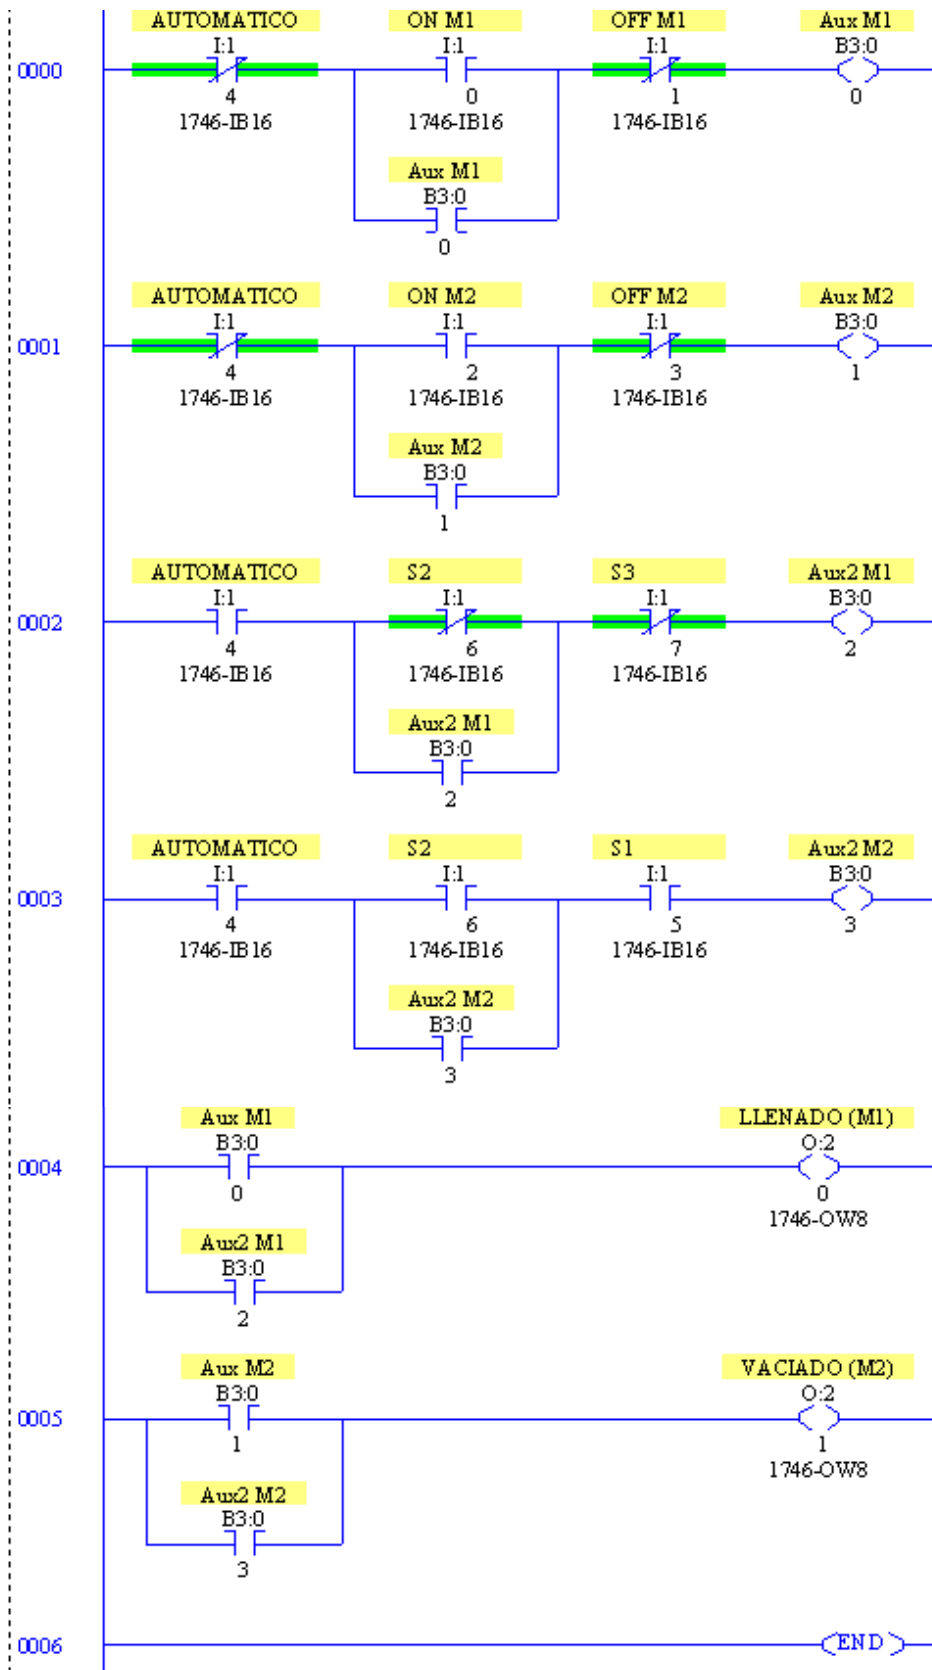 AUTOMATICO ON M1 OFF M1 Aux M1
I:1 I:1 I:1 B3:0
0000
4 0 1 0
1746-IB16 1746-IB16 1746-IB16
Aux M1
B3:0
0
AUTOMATICO ON M2 OFF M2 Aux M2
I:1 I:1 I:1 B3:0
0001
4 2 3 1
1746-IB16 1746-IB16 1746-IB16
Aux M2
B3:0
1
AUTOMATICO S2 S3 Aux2 M1
I:1 I:1 I:1 B3:0
0002
4 6 7 2
1746-IB16 1746-IB16 1746-IB16
Aux2 M1
B3:0
2
AUTOMATICO S2 S1 Aux2 M2
I:1 I:1 I:1 B3:0
0003
4 6 5 3
1746-IB16 1746-IB16 1746-IB16
Aux2 M2
B3:0
3
Aux M1 LLENADO (M1)
B3:0 O:2
0004
0 0
1746-OW8
Aux2 M1
B3:0
2
Aux M2 VACIADO (M2)
B3:0 O:2
0005
1 1
1746-OW8
Aux2 M2
B3:0
3
0006 END